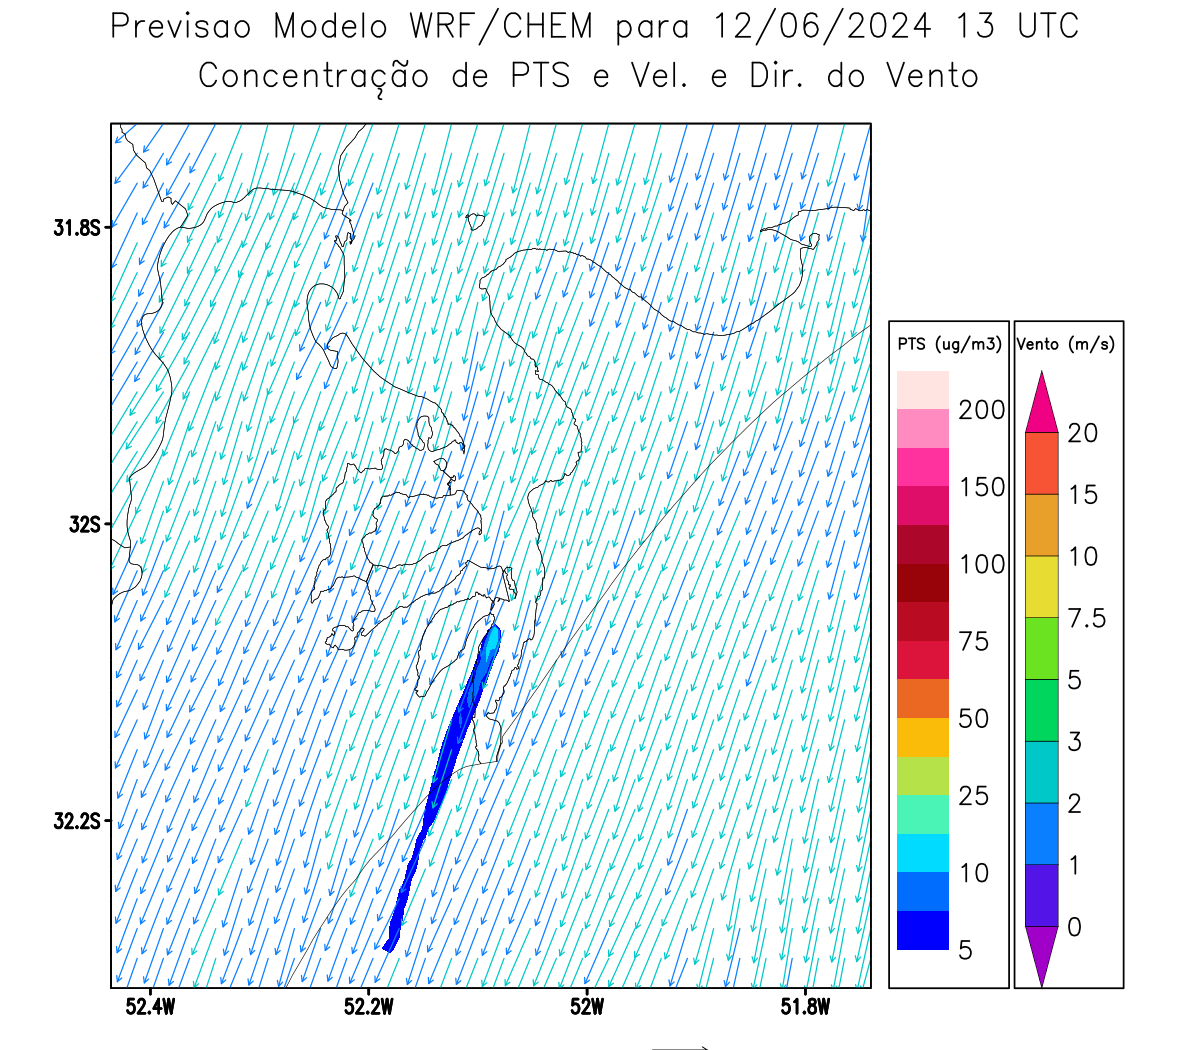 Previsao Modelo WRF/CHEM para 12/06/2024 13 UTC
Concentração de PTS e Vel. e Dir. do Vento
31.8S
32S
32.2S
52.4W 52.2W 52W 51.8W
PTS (ug/m3)
200
150
100
75
50
25
10
5
Vento (m/s)
20
15
10
7.5
5
3
2
1
0